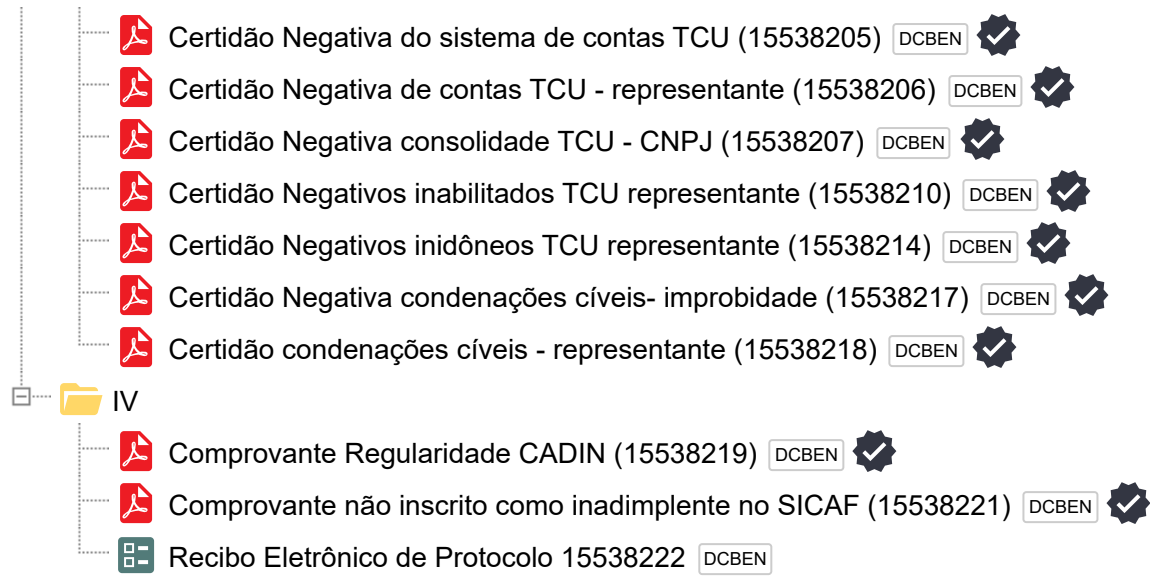 Certidão Negativa do sistema de contas TCU (15538205) DCBEN
Certidão Negativa de contas TCU - representante (15538206) DCBEN
Certidão Negativa consolidade TCU - CNPJ (15538207) DCBEN
Certidão Negativos inabilitados TCU representante (15538210) DCBEN
Certidão Negativos inidôneos TCU representante (15538214) DCBEN
Certidão Negativa condenações cíveis- improbidade (15538217) DCBEN
Certidão condenações cíveis - representante (15538218) DCBEN
IV
Comprovante Regularidade CADIN (15538219) DCBEN
Comprovante não inscrito como inadimplente no SICAF (15538221) DCBEN
Recibo Eletrônico de Protocolo 15538222 DCBEN